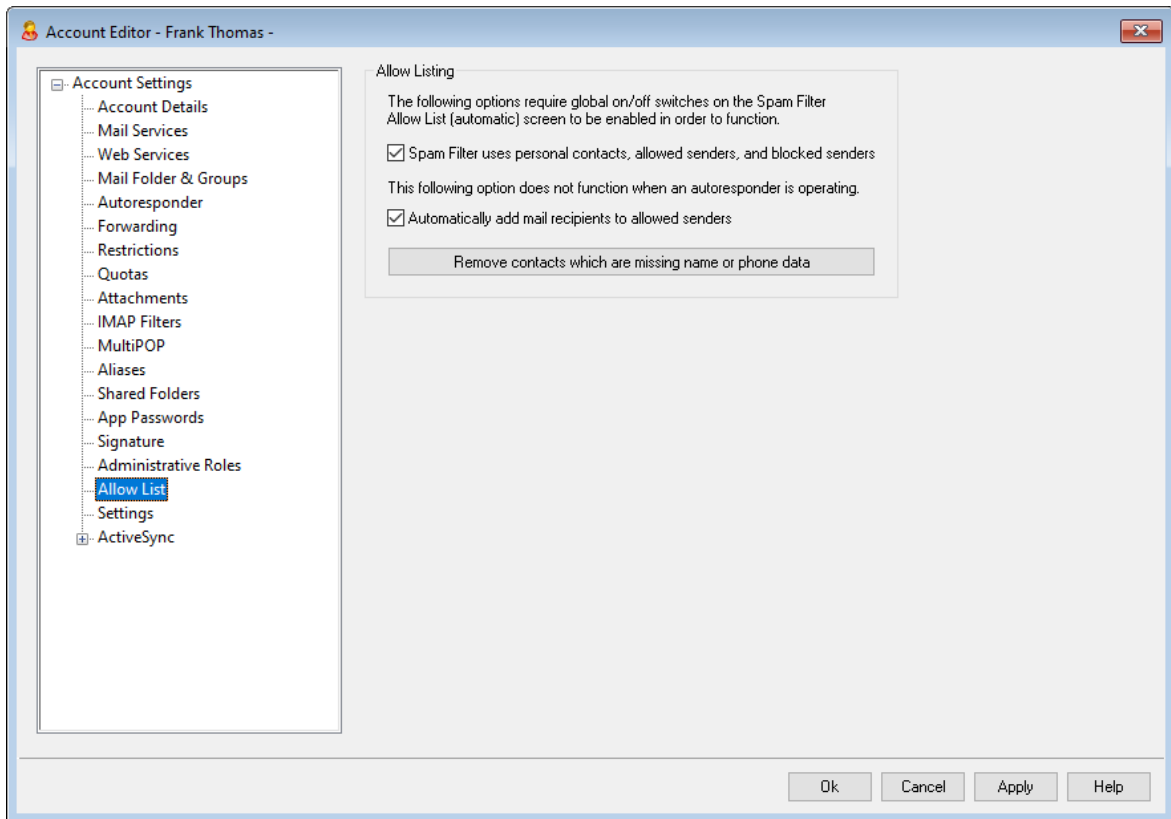 Account Editor - Frank Thomas -
Account Settings
Account Details
Mail Services
Web Services
Mail Folder & Groups
Autoresponder
Forwarding
Restrictions
Quotas
Attachments
IMAP Filters
MultiPOP
Aliases
Shared Folders
App Passwords
Signature
Administrative Roles
Allow List
Settings
ActiveSync
Allow Listing
The following options require global on/off switches on the Spam Filter
Allow List (automatic) screen to be enabled in order to function.
Spam Filter uses personal contacts, allowed senders, and blocked senders
This following option does not function when an autoresponder is operating.
Automatically add mail recipients to allowed senders
Remove contacts which are missing name or phone data
Ok
Cancel
Apply
Help